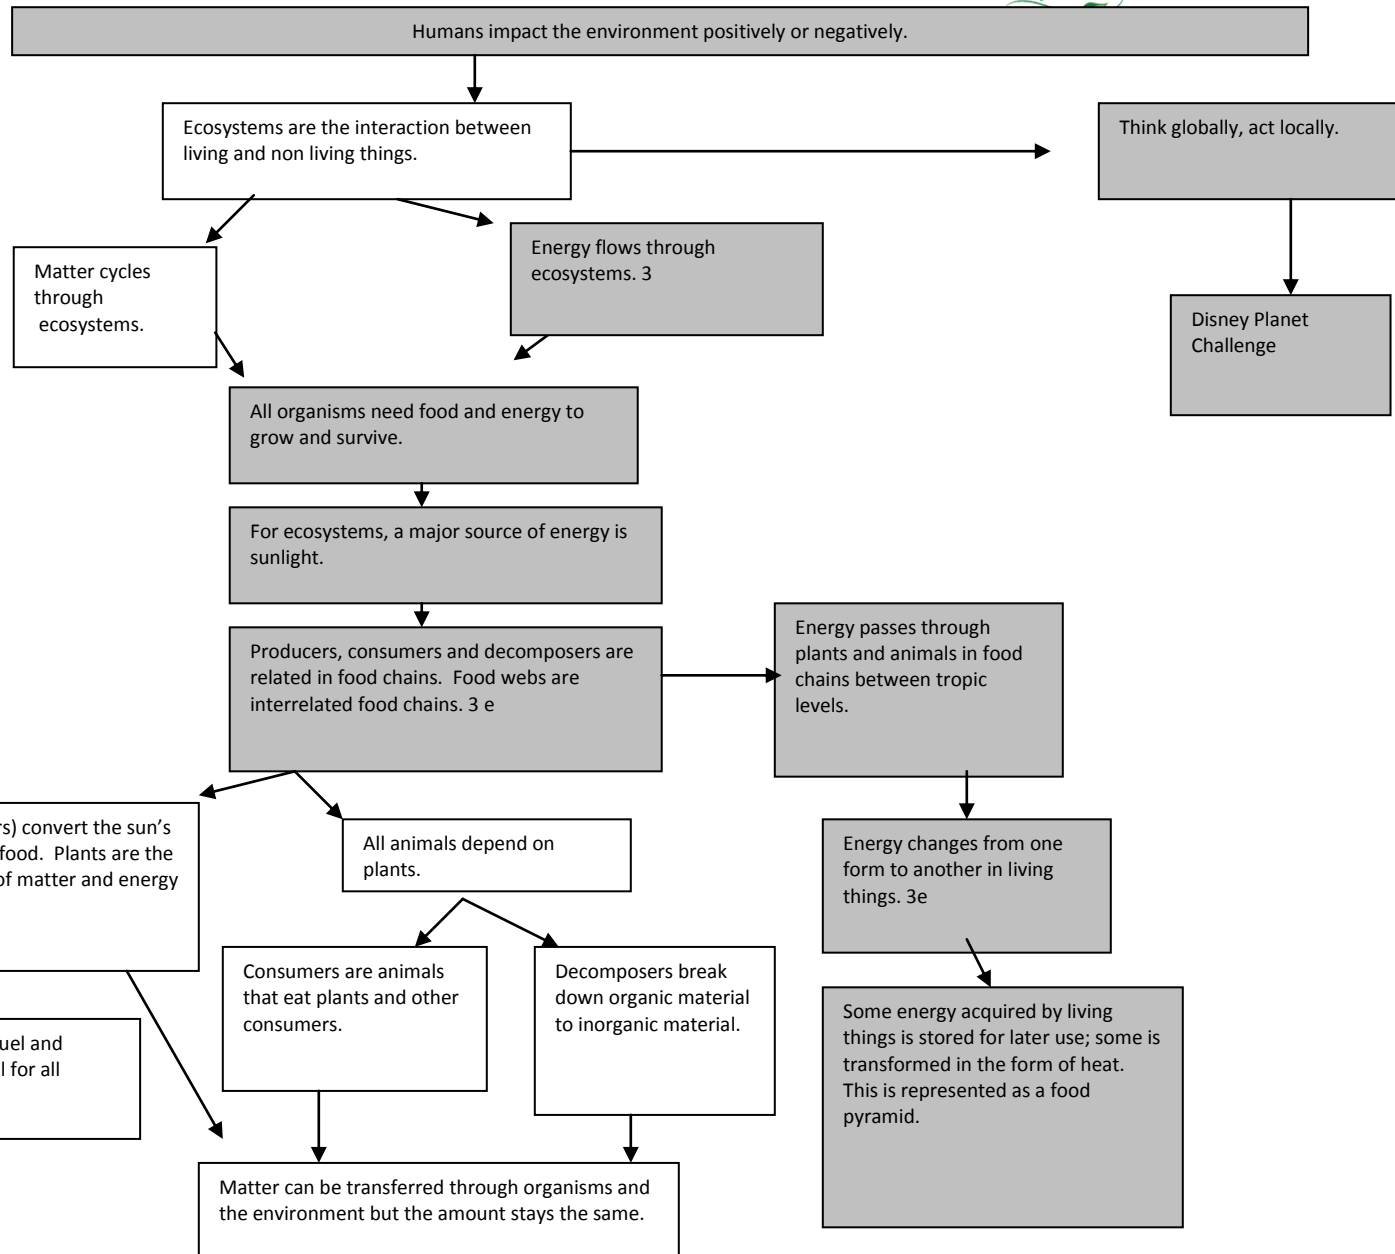 Humans impact the environment positively or negatively.
Ecosystems are the interaction between
living and non living things.
Think globally, act locally.
Matter cycles
through
ecosystems.
Energy flows through
ecosystems. 3
Disney Planet
Challenge
All organisms need food and energy to
grow and survive.
For ecosystems, a major source of energy is
sunlight.
Producers, consumers and decomposers are
related in food chains.  Food webs are
interrelated food chains. 3 e
Energy passes through
plants and animals in food
chains between tropic
levels.
rs) convert the sun's
food.  Plants are the
of matter and energy
All animals depend on
plants.
Energy changes from one
form to another in living
things. 3e
Consumers are animals
that eat plants and other
consumers.
Decomposers break
down organic material
to inorganic material.
uel and
l for all
Some energy acquired by living
things is stored for later use; some is
transformed in the form of heat.
This is represented as a food
pyramid.
Matter can be transferred through organisms and
the environment but the amount stays the same.